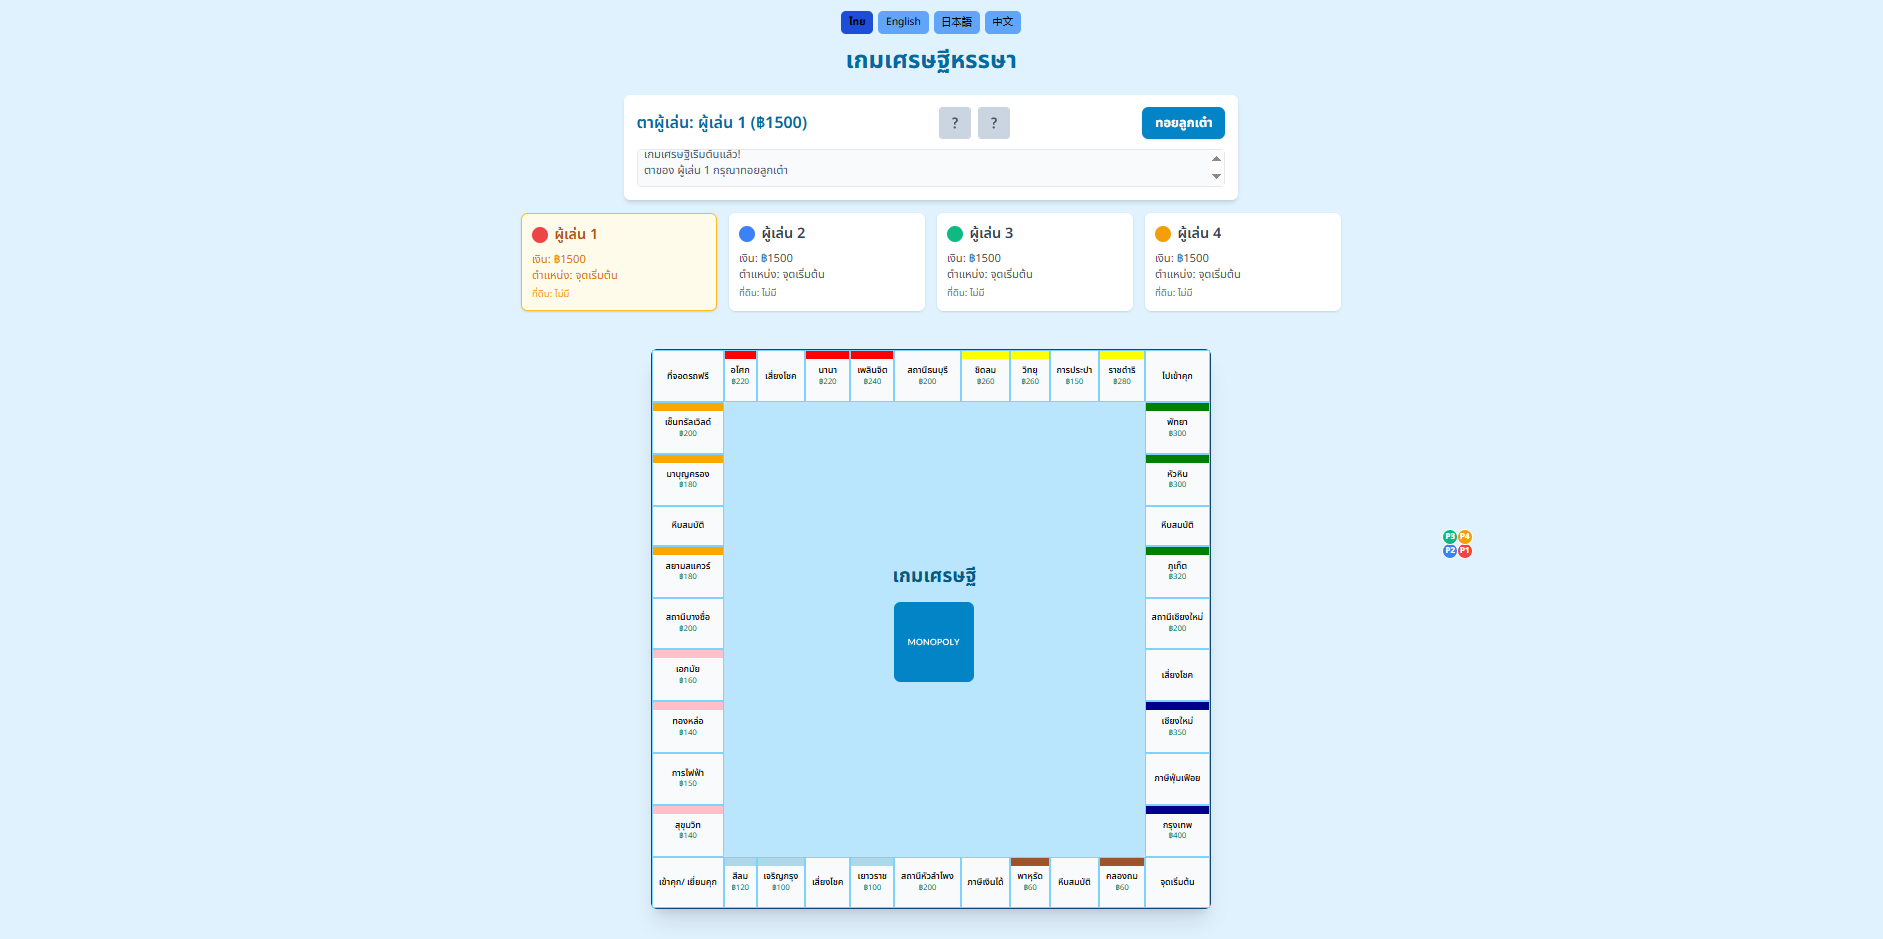 ไทย English 日本語 中文
เกมเศรษฐีหรรษา
ตาผู้เล่น: ผู้เล่น 1 (฿1500) ? ? ทอยลูกเต๋า
เกมเศรษฐีเริ่มต้นแล้ว!
ตาของ ผู้เล่น 1 กรุณาทอยลูกเต๋า
ผู้เล่น 1
เงิน: ฿1500
ตำแหน่ง: จุดเริ่มต้น
ที่ดิน: ไม่มี
ผู้เล่น 2
เงิน: ฿1500
ตำแหน่ง: จุดเริ่มต้น
ที่ดิน: ไม่มี
ผู้เล่น 3
เงิน: ฿1500
ตำแหน่ง: จุดเริ่มต้น
ที่ดิน: ไม่มี
ผู้เล่น 4
เงิน: ฿1500
ตำแหน่ง: จุดเริ่มต้น
ที่ดิน: ไม่มี
ที่จอดรถฟรี
อโศก
฿220
เสี่ยงโชค
นานา
฿220
เพลินจิต
฿240
สถานีธนบุรี
฿200
ชิดลม
฿260
วิทยุ
฿260
การประปา
฿150
ราชดำริ
฿280
ไปเข้าคุก
เซ็นทรัลเวิลด์
฿200
พัทยา
฿300
มาบุญครอง
฿180
หัวหิน
฿300
หีบสมบัติ
หีบสมบัติ
P3 P4
P2 P1
สยามสแควร์
฿180
ภูเก็ต
฿320
เกมเศรษฐี
MONOPOLY
สถานีบางซื่อ
฿200
สถานีเชียงใหม่
฿200
เอกมัย
฿160
เสี่ยงโชค
ทองหล่อ
฿140
เชียงใหม่
฿350
การไฟฟ้า
฿150
ภาษีฟุ่มเฟือย
สุขุมวิท
฿140
กรุงเทพ
฿400
เข้าคุก/ เยี่ยมคุก
สีลม
฿120
เจริญกรุง
฿100
เสี่ยงโชค
เยาวราช
฿100
สถานีหัวลำโพง
฿200
ภาษีเงินได้
พาหุรัด
฿60
หีบสมบัติ
คลองถม
฿60
จุดเริ่มต้น